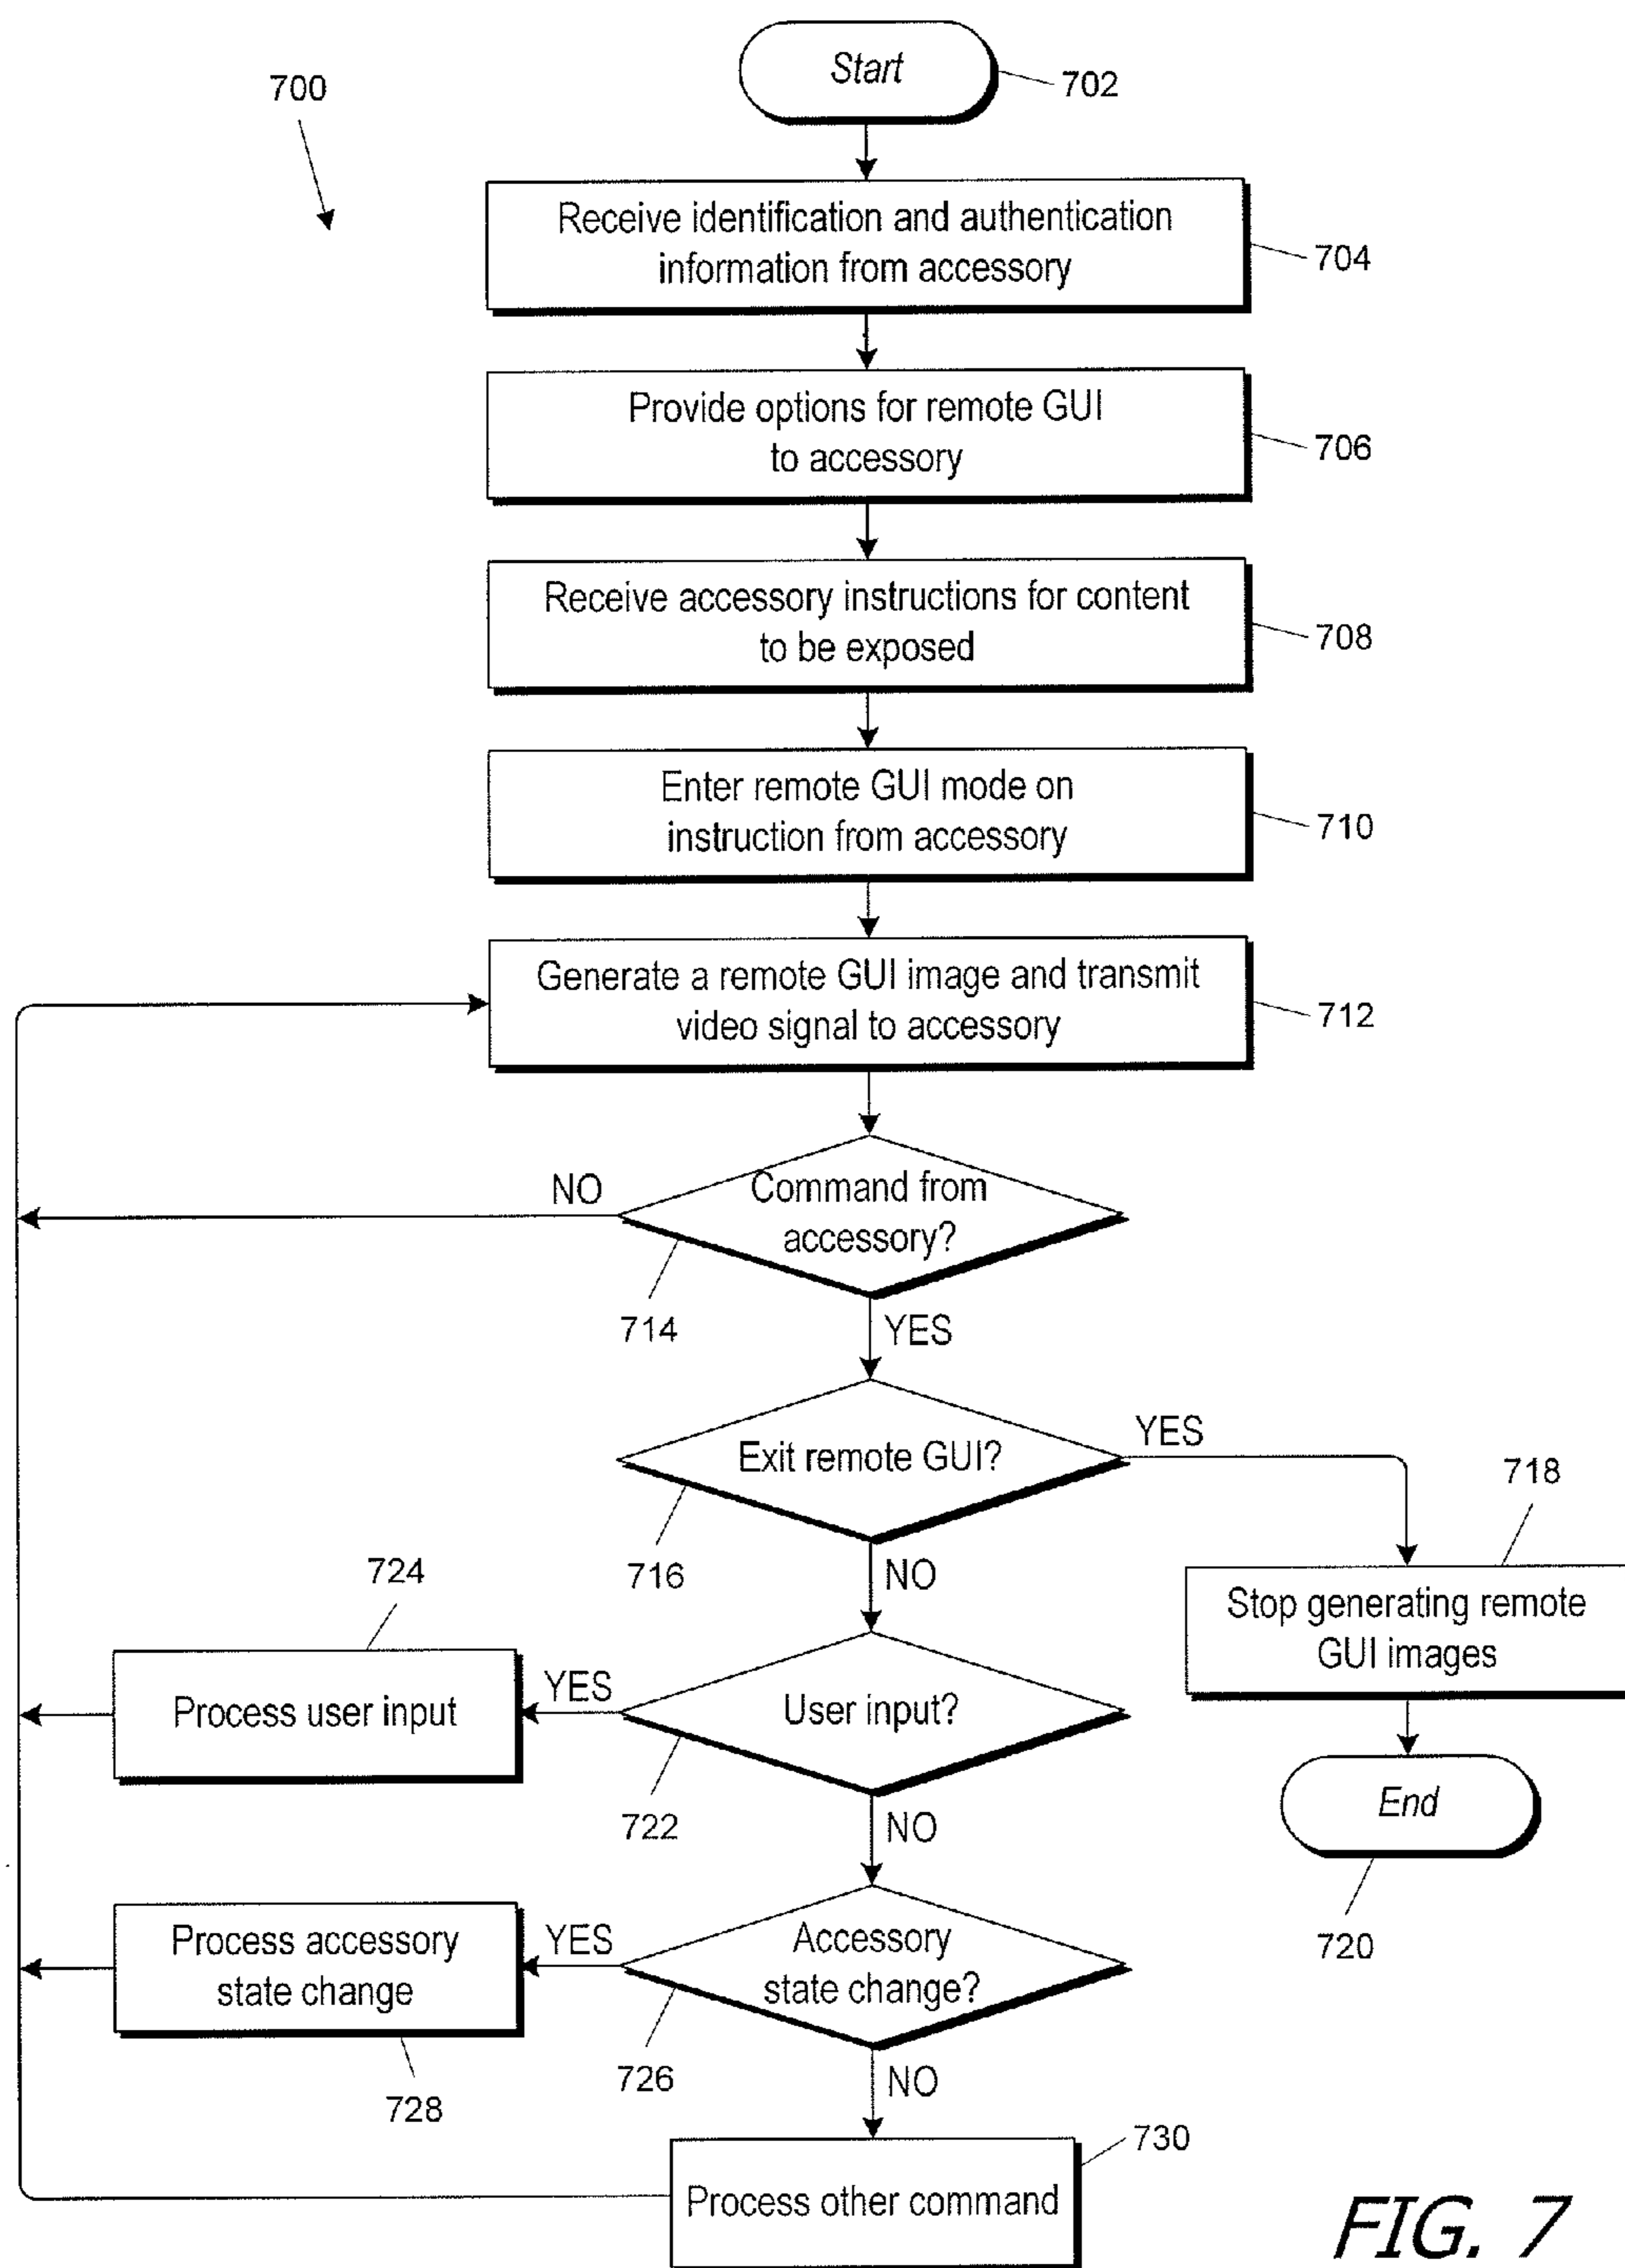 700
Start
702
Receive identification and authentication
information from accessory
704
Provide options for remote GUI
to accessory
706
Receive accessory instructions for content
to be exposed
708
Enter remote GUI mode on
instruction from accessory
710
Generate a remote GUI image and transmit
video signal to accessory
712
NO
Command from
accessory?
714
YES
Exit remote GUI?
YES
716
NO
718
Stop generating remote
GUI images
724
Process user input
YES
User input?
722
NO
End
720
Process accessory
state change
YES
Accessory
state change?
728
726
NO
730
Process other command
FIG. 7